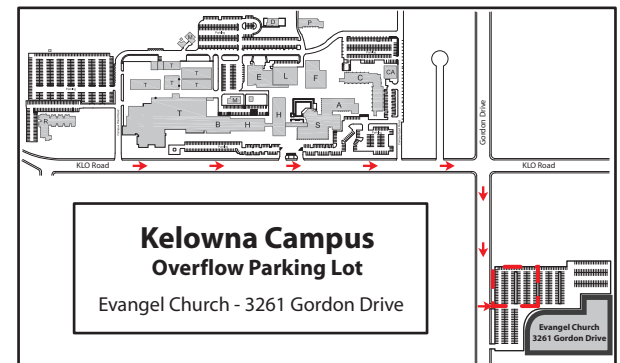 D
P
M
T
T
T
T
T
E
L
F
C
CA
M
A
R
T
B
H
H
S
Gordon Drive
KLO Road
KLO Road
Kelowna Campus
Overflow Parking Lot
Evangel Church - 3261 Gordon Drive
Evangel Church
3261 Gordon Drive